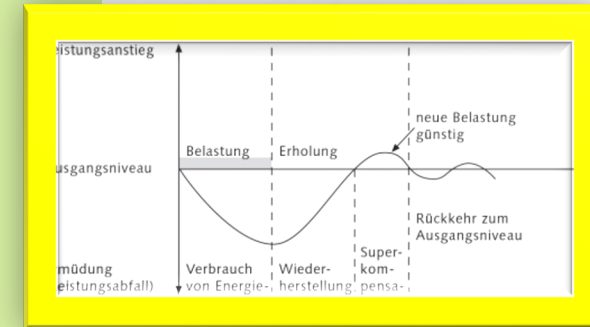 eistungsanstieg
neue Belastung
günstig
Belastung
Erholung
usgangsniveau
Rückkehr zum
Ausgangsniveau
müdung
eistungsabfall)
Verbrauch
von Energie-
Wieder-
herstellung
Super-
kom-
pensa-